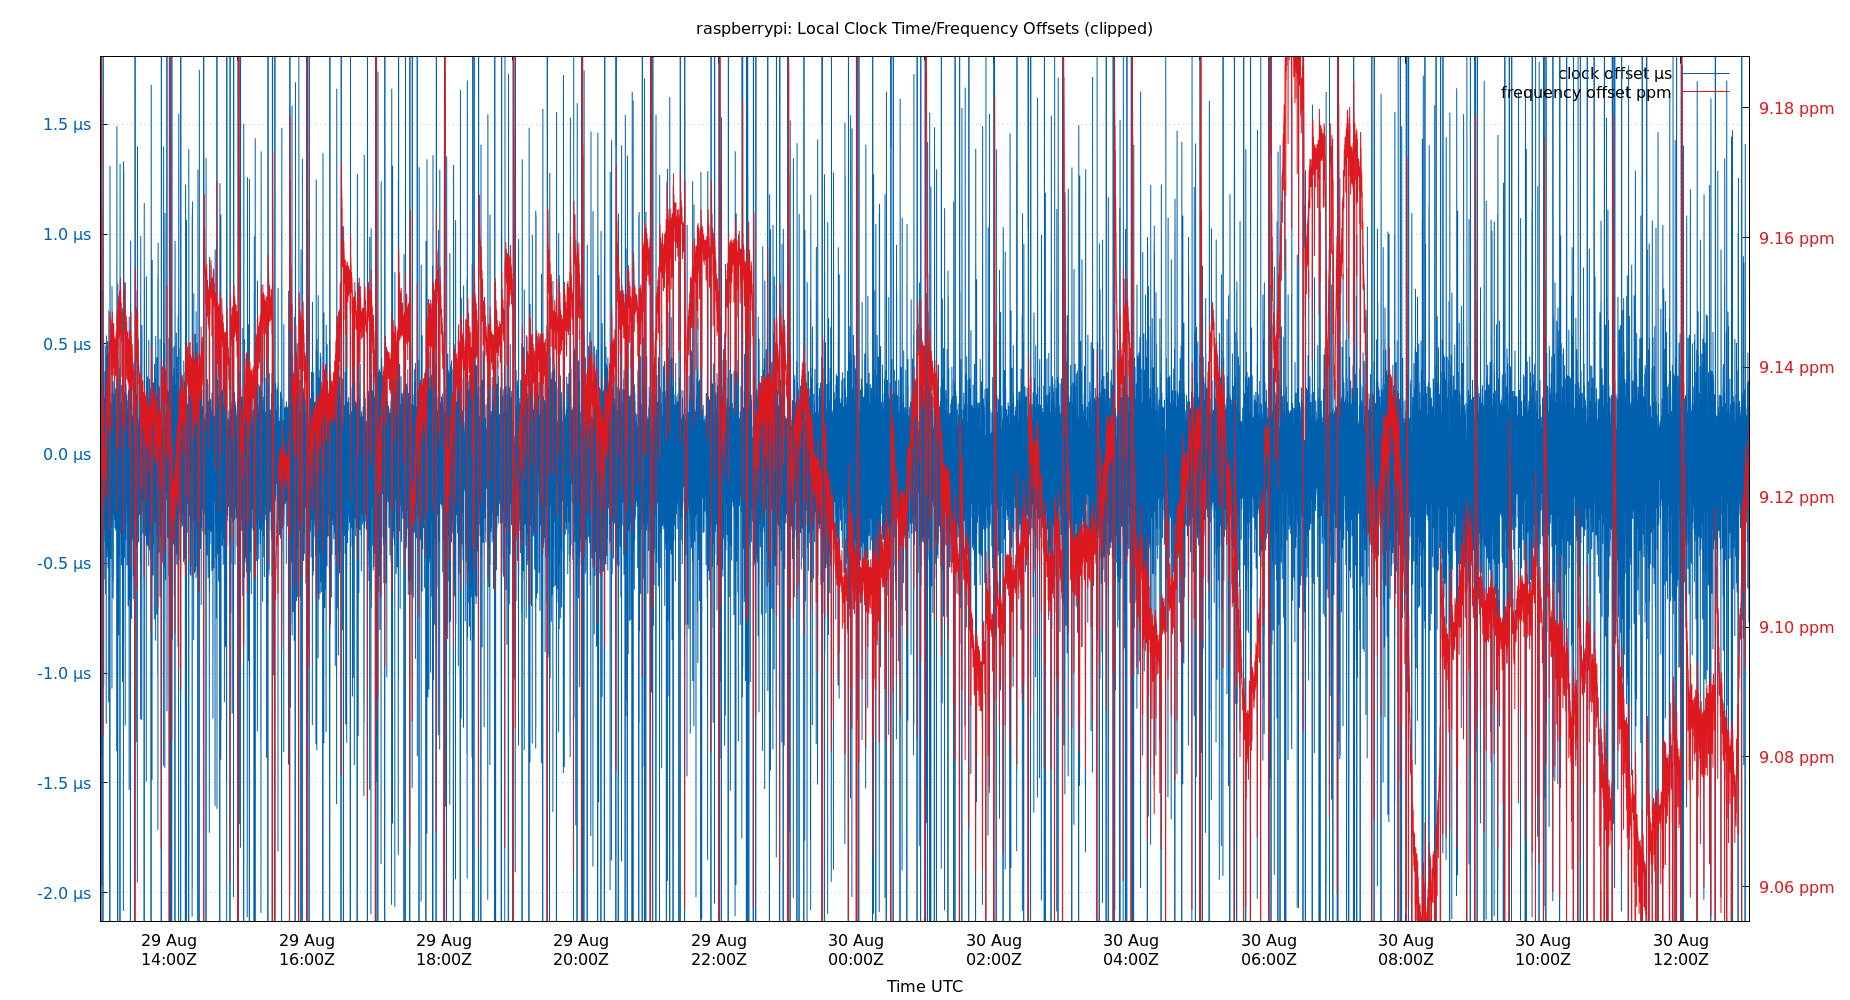 raspberrypi: Local Clock Time/Frequency Offsets (clipped)
clock offset µs
frequency offset ppm
1.5 µs
1.0 µs
0.5 µs
0.0 µs
-0.5 µs
-1.0 µs
-1.5 µs
-2.0 µs
9.18 ppm
9.16 ppm
9.14 ppm
9.12 ppm
9.10 ppm
9.08 ppm
9.06 ppm
29 Aug 29 Aug 29 Aug 29 Aug 29 Aug 30 Aug 30 Aug 30 Aug 30 Aug 30 Aug 30 Aug 30 Aug
14:00Z 16:00Z 18:00Z 20:00Z 22:00Z 00:00Z 02:00Z 04:00Z 06:00Z 08:00Z 10:00Z 12:00Z
Time UTC